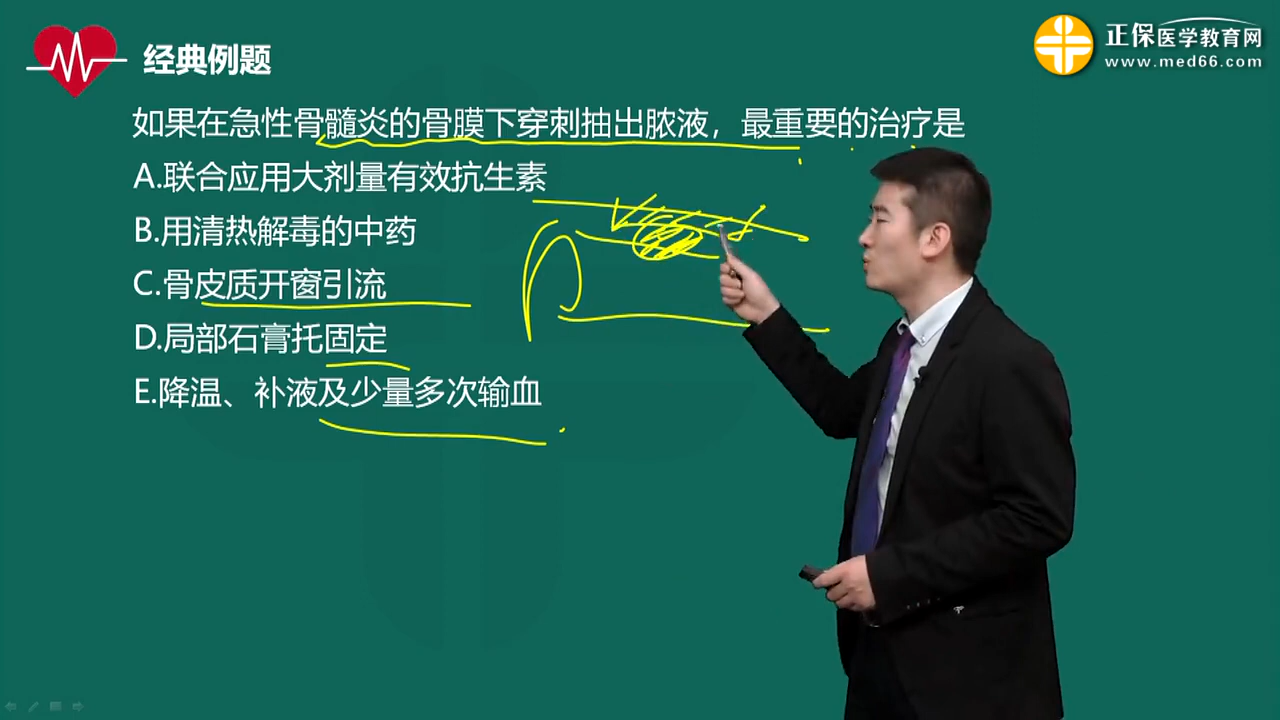 经典例题
正保医学教育网
www.med66.com
如果在急性骨髓炎的骨膜下穿刺抽出脓液，最重要的治疗是
A.联合应用大剂量有效抗生素
B.用清热解毒的中药
C.骨皮质开窗引流
D.局部石膏托固定
E.降温、补液及少量多次输血